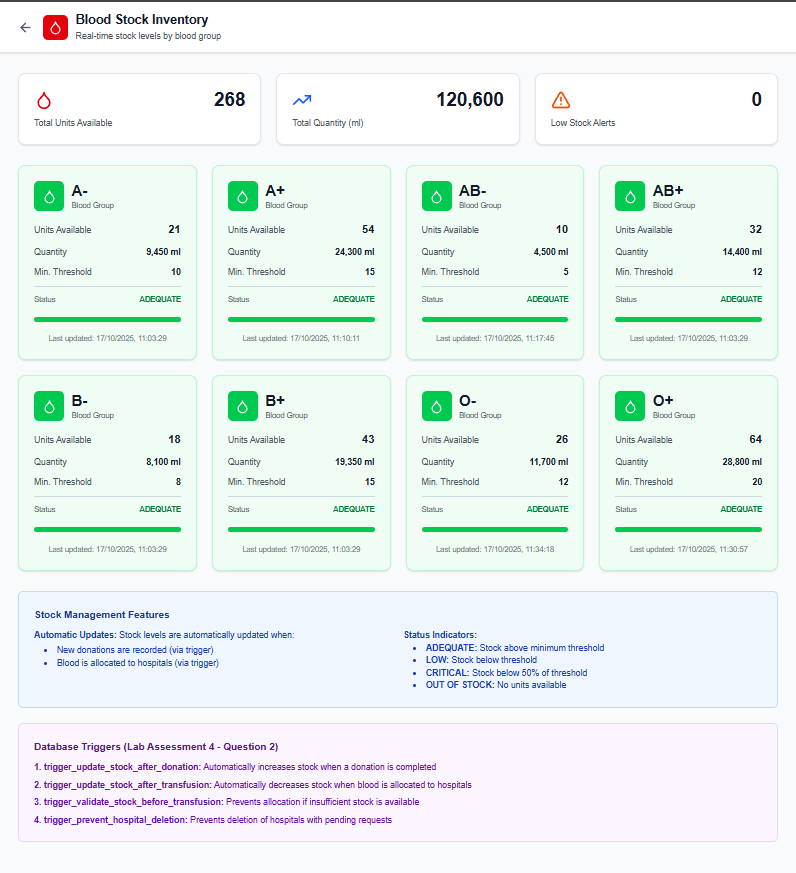 Blood Stock Inventory
Real-time stock levels by blood group
268
Total Units Available
120,600
Total Quantity (ml)
0
Low Stock Alerts
A-
Blood Group
Units Available 21
Quantity 9,450 ml
Min. Threshold 10
Status ADEQUATE
Last updated: 17/10/2025, 11:03:29
A+
Blood Group
Units Available 54
Quantity 24,300 ml
Min. Threshold 15
Status ADEQUATE
Last updated: 17/10/2025, 11:10:11
AB-
Blood Group
Units Available 10
Quantity 4,500 ml
Min. Threshold 5
Status ADEQUATE
Last updated: 17/10/2025, 11:17:45
AB+
Blood Group
Units Available 32
Quantity 14,400 ml
Min. Threshold 12
Status ADEQUATE
Last updated: 17/10/2025, 11:03:29
B-
Blood Group
Units Available 18
Quantity 8,100 ml
Min. Threshold 8
Status ADEQUATE
Last updated: 17/10/2025, 11:03:29
B+
Blood Group
Units Available 43
Quantity 19,350 ml
Min. Threshold 15
Status ADEQUATE
Last updated: 17/10/2025, 11:03:29
O-
Blood Group
Units Available 26
Quantity 11,700 ml
Min. Threshold 12
Status ADEQUATE
Last updated: 17/10/2025, 11:34:18
O+
Blood Group
Units Available 64
Quantity 28,800 ml
Min. Threshold 20
Status ADEQUATE
Last updated: 17/10/2025, 11:30:57
Stock Management Features
Automatic Updates: Stock levels are automatically updated when:
• New donations are recorded (via trigger)
• Blood is allocated to hospitals (via trigger)
Status Indicators:
• ADEQUATE: Stock above minimum threshold
• LOW: Stock below threshold
• CRITICAL: Stock below 50% of threshold
• OUT OF STOCK: No units available
Database Triggers (Lab Assessment 4 - Question 2)
1. trigger_update_stock_after_donation: Automatically increases stock when a donation is completed
2. trigger_update_stock_after_transfusion: Automatically decreases stock when blood is allocated to hospitals
3. trigger_validate_stock_before_transfusion: Prevents allocation if insufficient stock is available
4. trigger_prevent_hospital_deletion: Prevents deletion of hospitals with pending requests